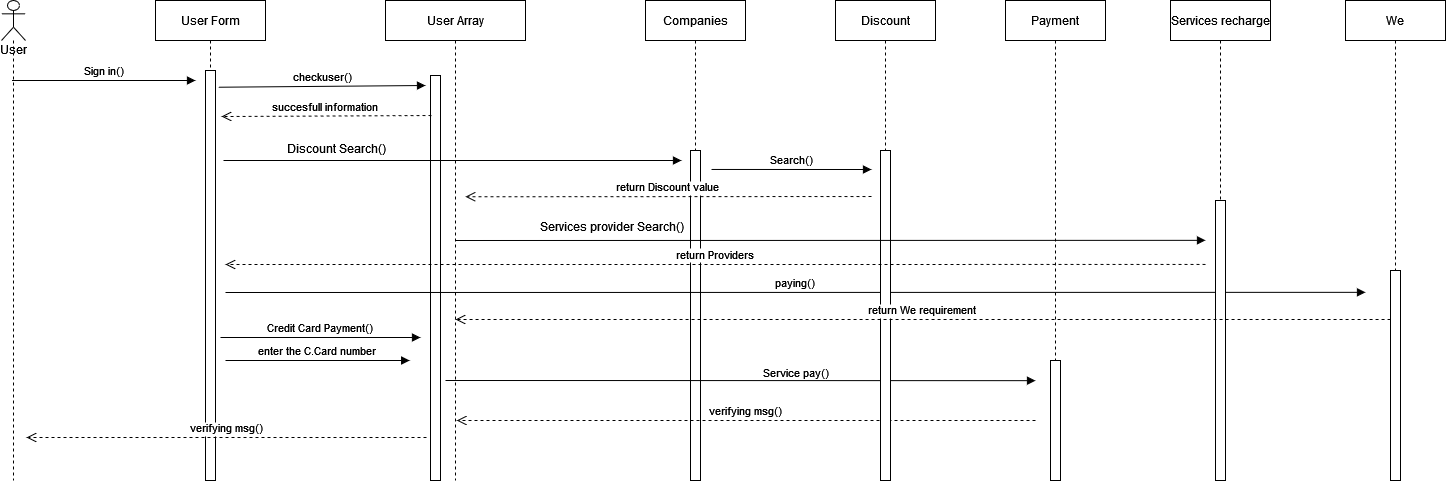 User Form
User Array
Companies
Discount
Payment
Services recharge
We
User
Sign in()
checkuser()
succesfull information
Discount Search()
Search()
return Discount value
Services provider Search()
return Providers
paying()
return We requirement
Credit Card Payment()
enter the C.Card number
Service pay()
verifying msg()
verifying msg()